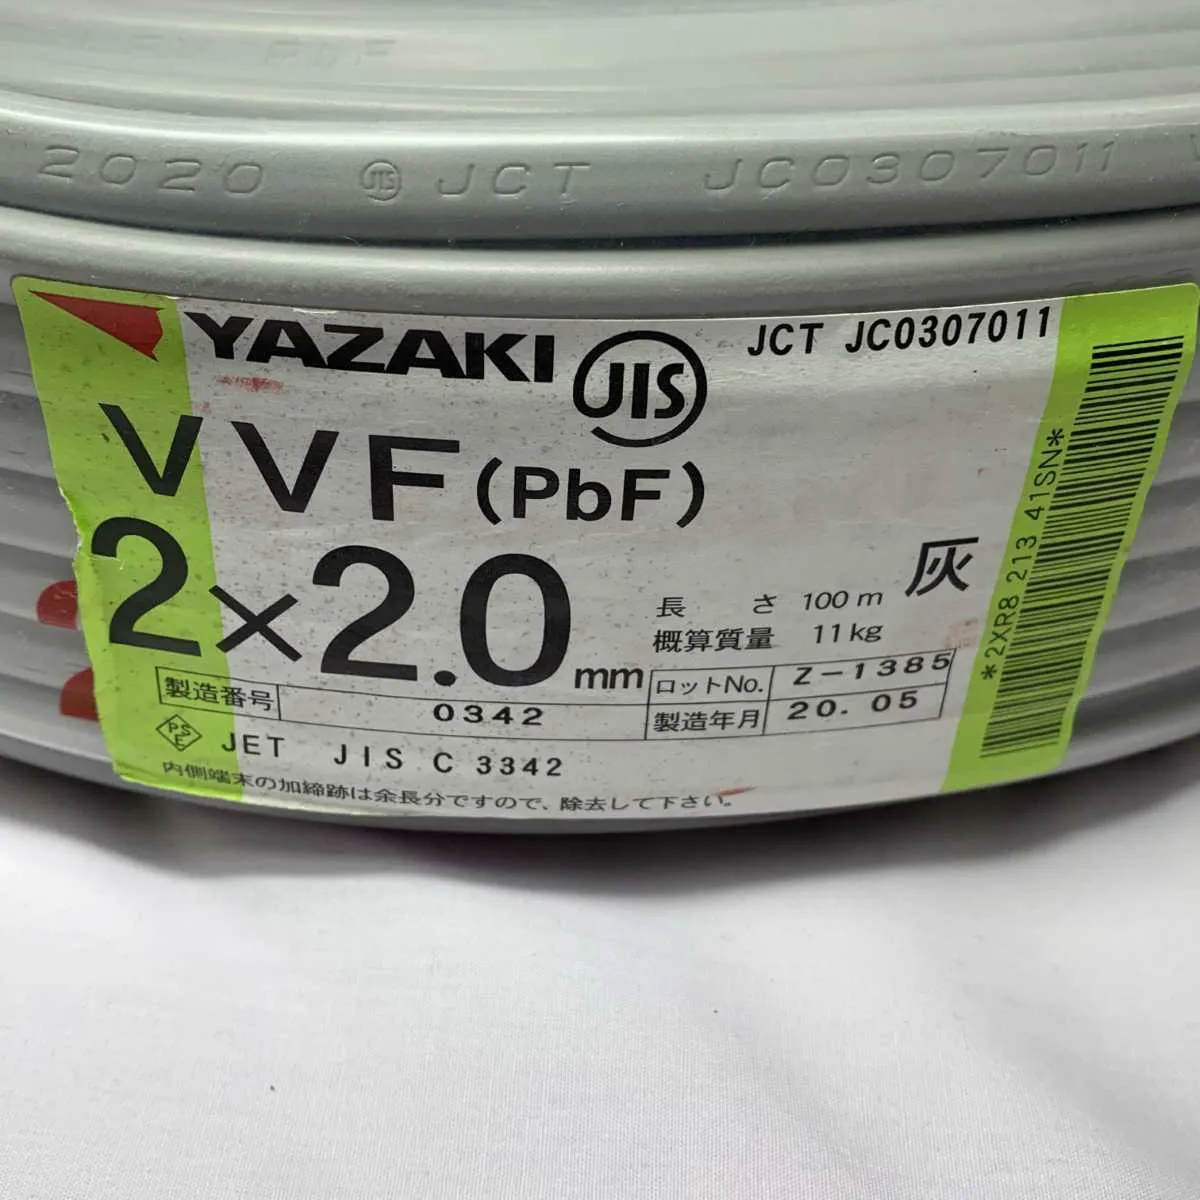 PbF
2020 JIS JCT JC0307011
YAZAKI JIS JCT JC0307011
VVF (PbF)
2×2.0mm
灰
長さ 100m
概算質量 11kg
製造番号 0342
ロットNo. Z-1385
製造年月 20.05
PSE JET JIS C 3342
内側端末の加締跡は余長分ですので、除去して下さい。
*2XR8 213 41SN*